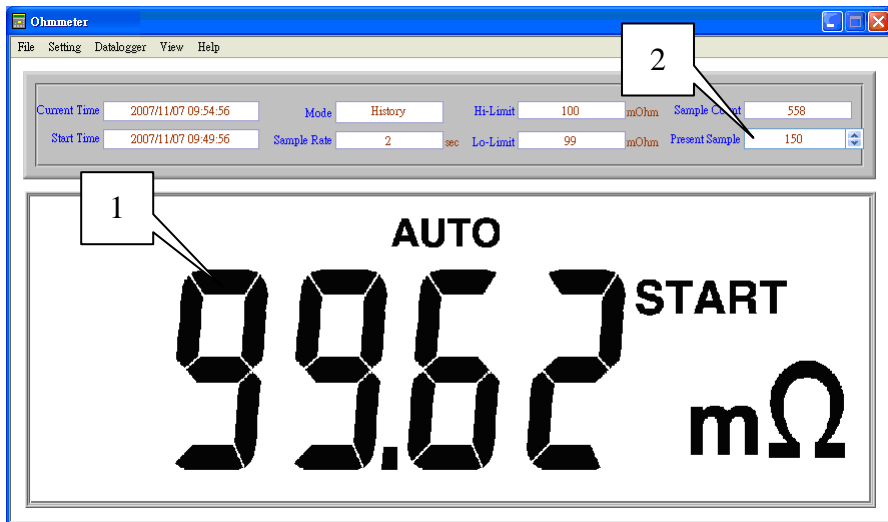 Ohmmeter
File Setting Datalogger View Help
2
Current Time 2007/11/07 09:54:56 Mode History Hi-Limit 100 mOhm Sample Count 558
Start Time 2007/11/07 09:49:56 Sample Rate 2 sec Lo-Limit 99 mOhm Present Sample 150
1
AUTO
99.62 START
mΩ